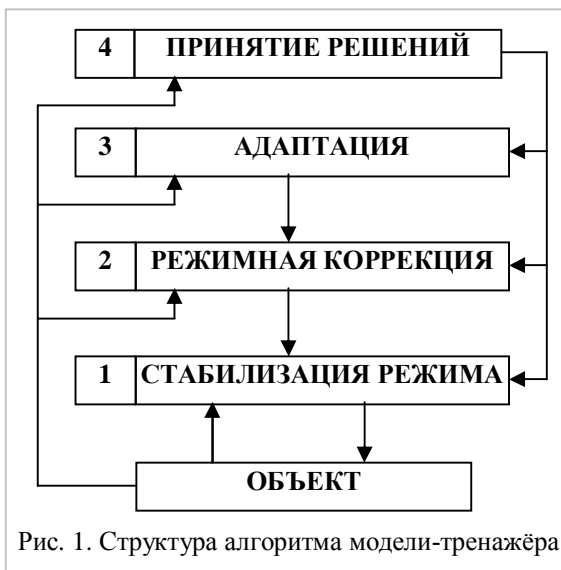 4 ПРИНЯТИЕ РЕШЕНИЙ
3 АДАПТАЦИЯ
2 РЕЖИМНАЯ КОРРЕКЦИЯ
1 СТАБИЛИЗАЦИЯ РЕЖИМА
ОБЪЕКТ
Рис. 1. Структура алгоритма модели-тренажёра